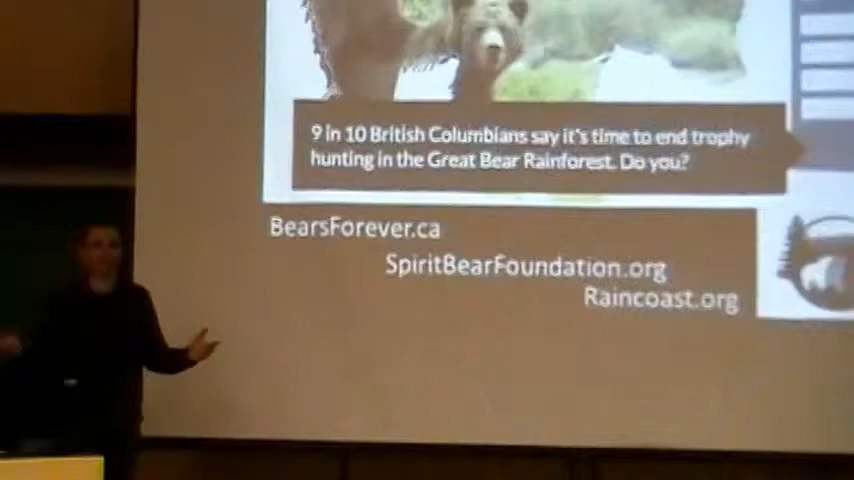 9 in 10 British Columbians say it's time to end trophy
hunting in the Great Bear Rainforest. Do you?
BearsForever.ca
SpiritBearFoundation.org
Raincoast.org